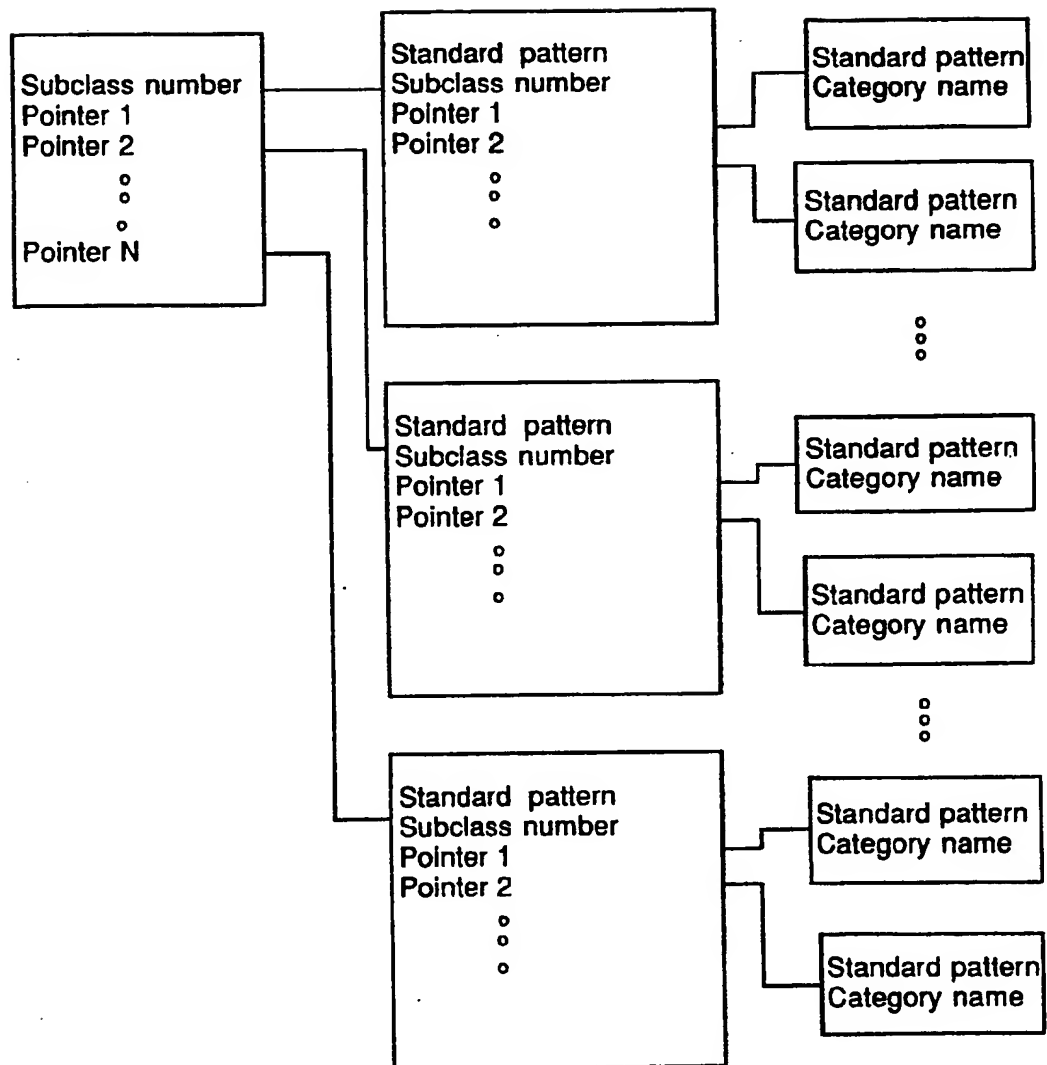 Subclass number
Pointer 1
Pointer 2
Pointer N
Standard pattern
Subclass number
Pointer 1
Pointer 2
Standard pattern
Category name
Standard pattern
Category name
Standard pattern
Subclass number
Pointer 1
Pointer 2
Standard pattern
Category name
Standard pattern
Category name
Standard pattern
Subclass number
Pointer 1
Pointer 2
Standard pattern
Category name
Standard pattern
Category name